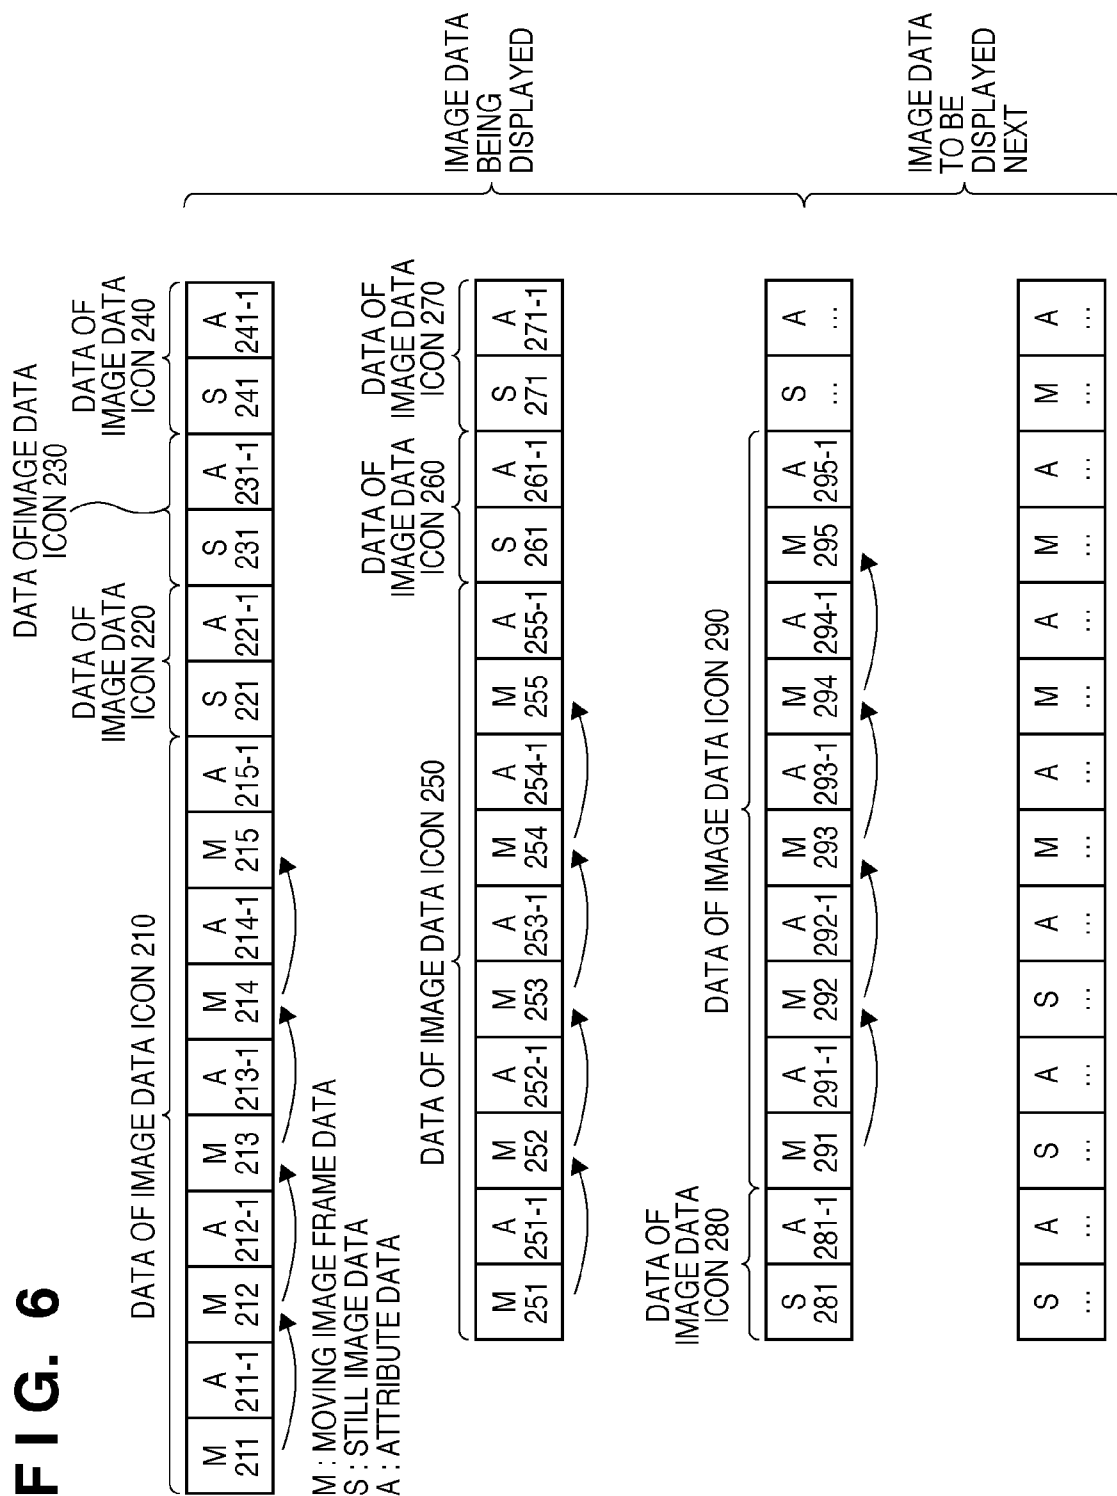 FIG. 6
DATA OF IMAGE DATA ICON 210
DATA OF
IMAGE DATA
ICON 220
DATA OFIMAGE DATA
ICON 230
DATA OF
IMAGE DATA
ICON 240
M A M A M A M A M A S A S A S A
211 211-1 212 212-1 213 213-1 214 214-1 215 215-1 221 221-1 231 231-1 241 241-1
M : MOVING IMAGE FRAME DATA
S : STILL IMAGE DATA
A : ATTRIBUTE DATA
DATA OF IMAGE DATA ICON 250
DATA OF
IMAGE DATA
ICON 260
DATA OF
IMAGE DATA
ICON 270
M A M A M A M A M A S A S A
251 251-1 252 252-1 253 253-1 254 254-1 255 255-1 261 261-1 271 271-1
IMAGE DATA
BEING
DISPLAYED
DATA OF
IMAGE DATA
ICON 280
DATA OF IMAGE DATA ICON 290
S A M A M A M A M A M A S A
281 281-1 291 291-1 292 292-1 293 293-1 294 294-1 295 295-1 ... ...
S A S A S A M A M A M A M A
... ... ... ... ... ... ... ... ... ... ... ... ... ...
IMAGE DATA
TO BE
DISPLAYED
NEXT